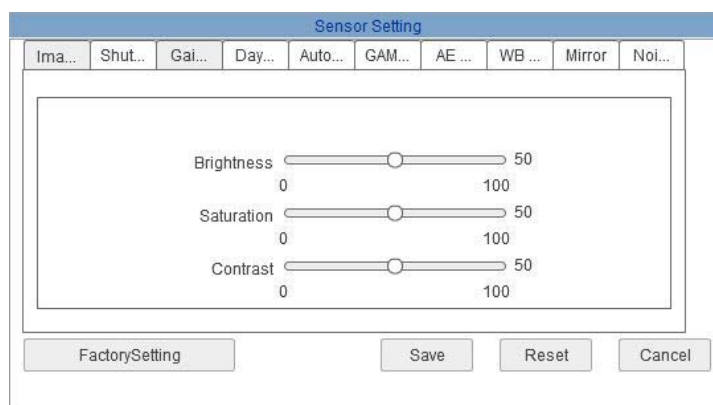 Sensor Setting
Ima... Shut... Gai... Day... Auto... GAM... AE ... WB ... Mirror Noi...
Brightness 50
0 100
Saturation 50
0 100
Contrast 50
0 100
FactorySetting Save Reset Cancel